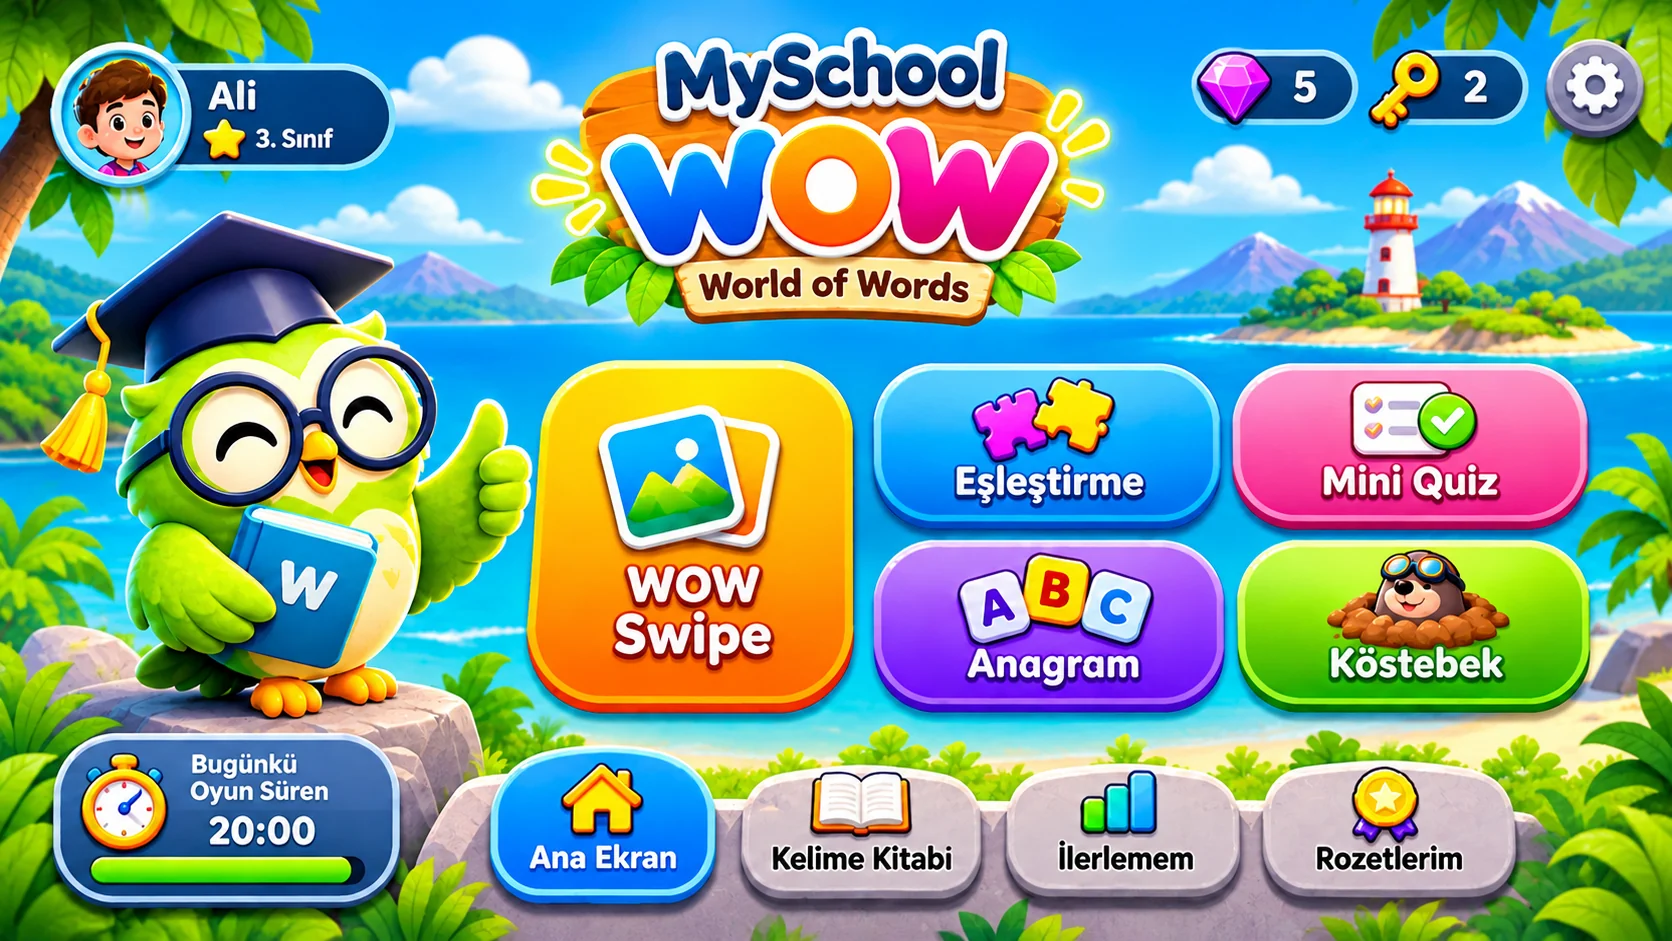 Ali
3. Sınıf
MySchool
WOW
World of Words
5
2
W
WOW
Swipe
Eşleştirme
Mini Quiz
A B C
Anagram
Köstebek
Bugünkü
Oyun Süren
20:00
Ana Ekran
Kelime Kitabı
İlerlemem
Rozetlerim